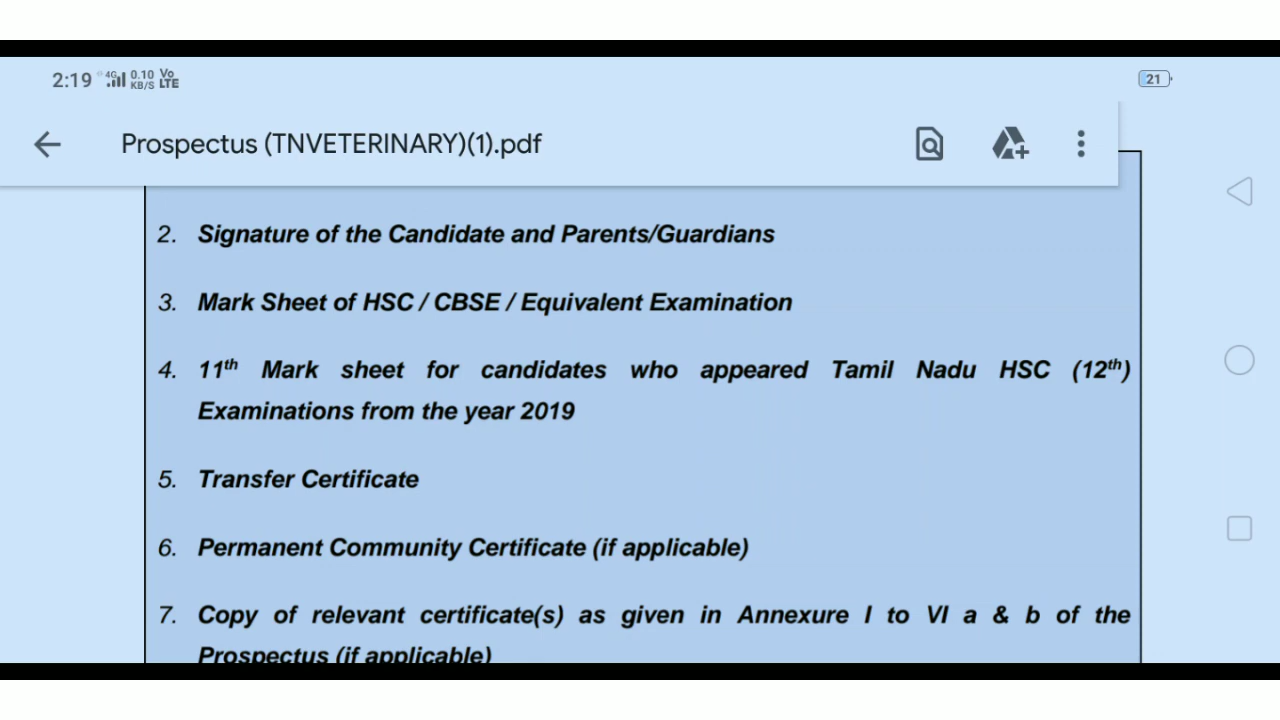 2:19 4G 0.10 KB/S Vo LTE 21
Prospectus (TNVETERINARY)(1).pdf
2. Signature of the Candidate and Parents/Guardians
3. Mark Sheet of HSC / CBSE / Equivalent Examination
4. 11th Mark sheet for candidates who appeared Tamil Nadu HSC (12th)
Examinations from the year 2019
5. Transfer Certificate
6. Permanent Community Certificate (if applicable)
7. Copy of relevant certificate(s) as given in Annexure I to VI a & b of the
Prospectus (if applicable)